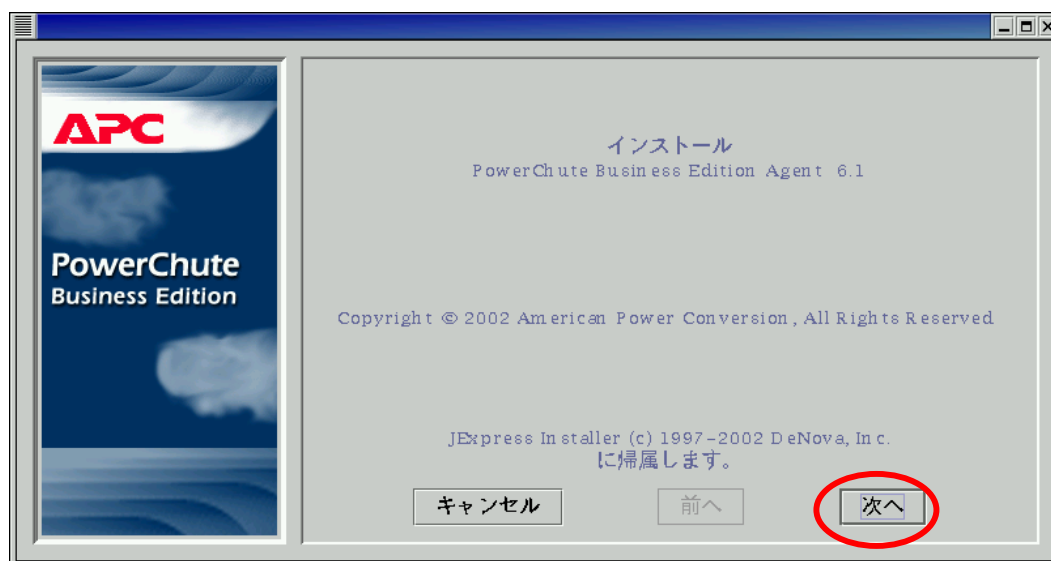 APC
PowerChute
Business Edition
インストール
PowerChute Business Edition Agent 6.1
Copyright © 2002 American Power Conversion, All Rights Reserved
JExpress Installer (c) 1997-2002 DeNova, Inc.
に帰属します。
キャンセル
前へ
次へ